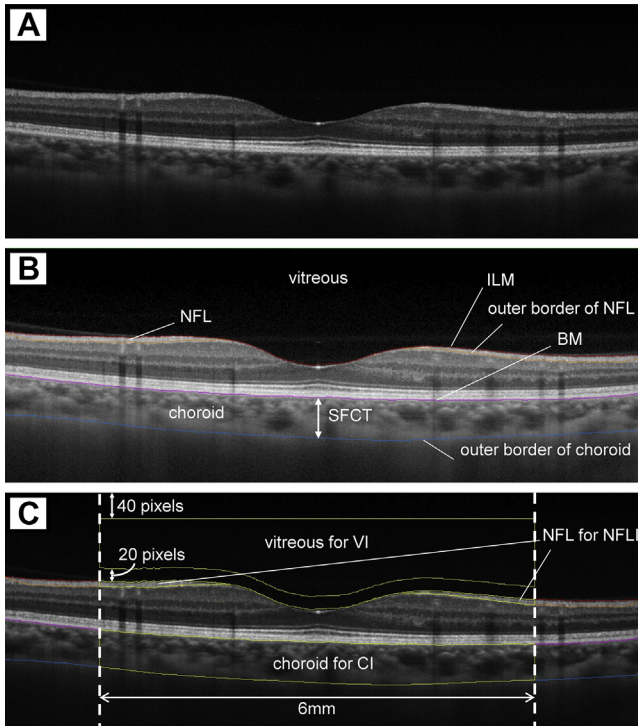 A
B
vitreous
ILM
NFL
outer border of NFL
BM
choroid
SFCT
outer border of choroid
C
40 pixels
20 pixels
vitreous for VI
NFL for NFLI
choroid for CI
6mm